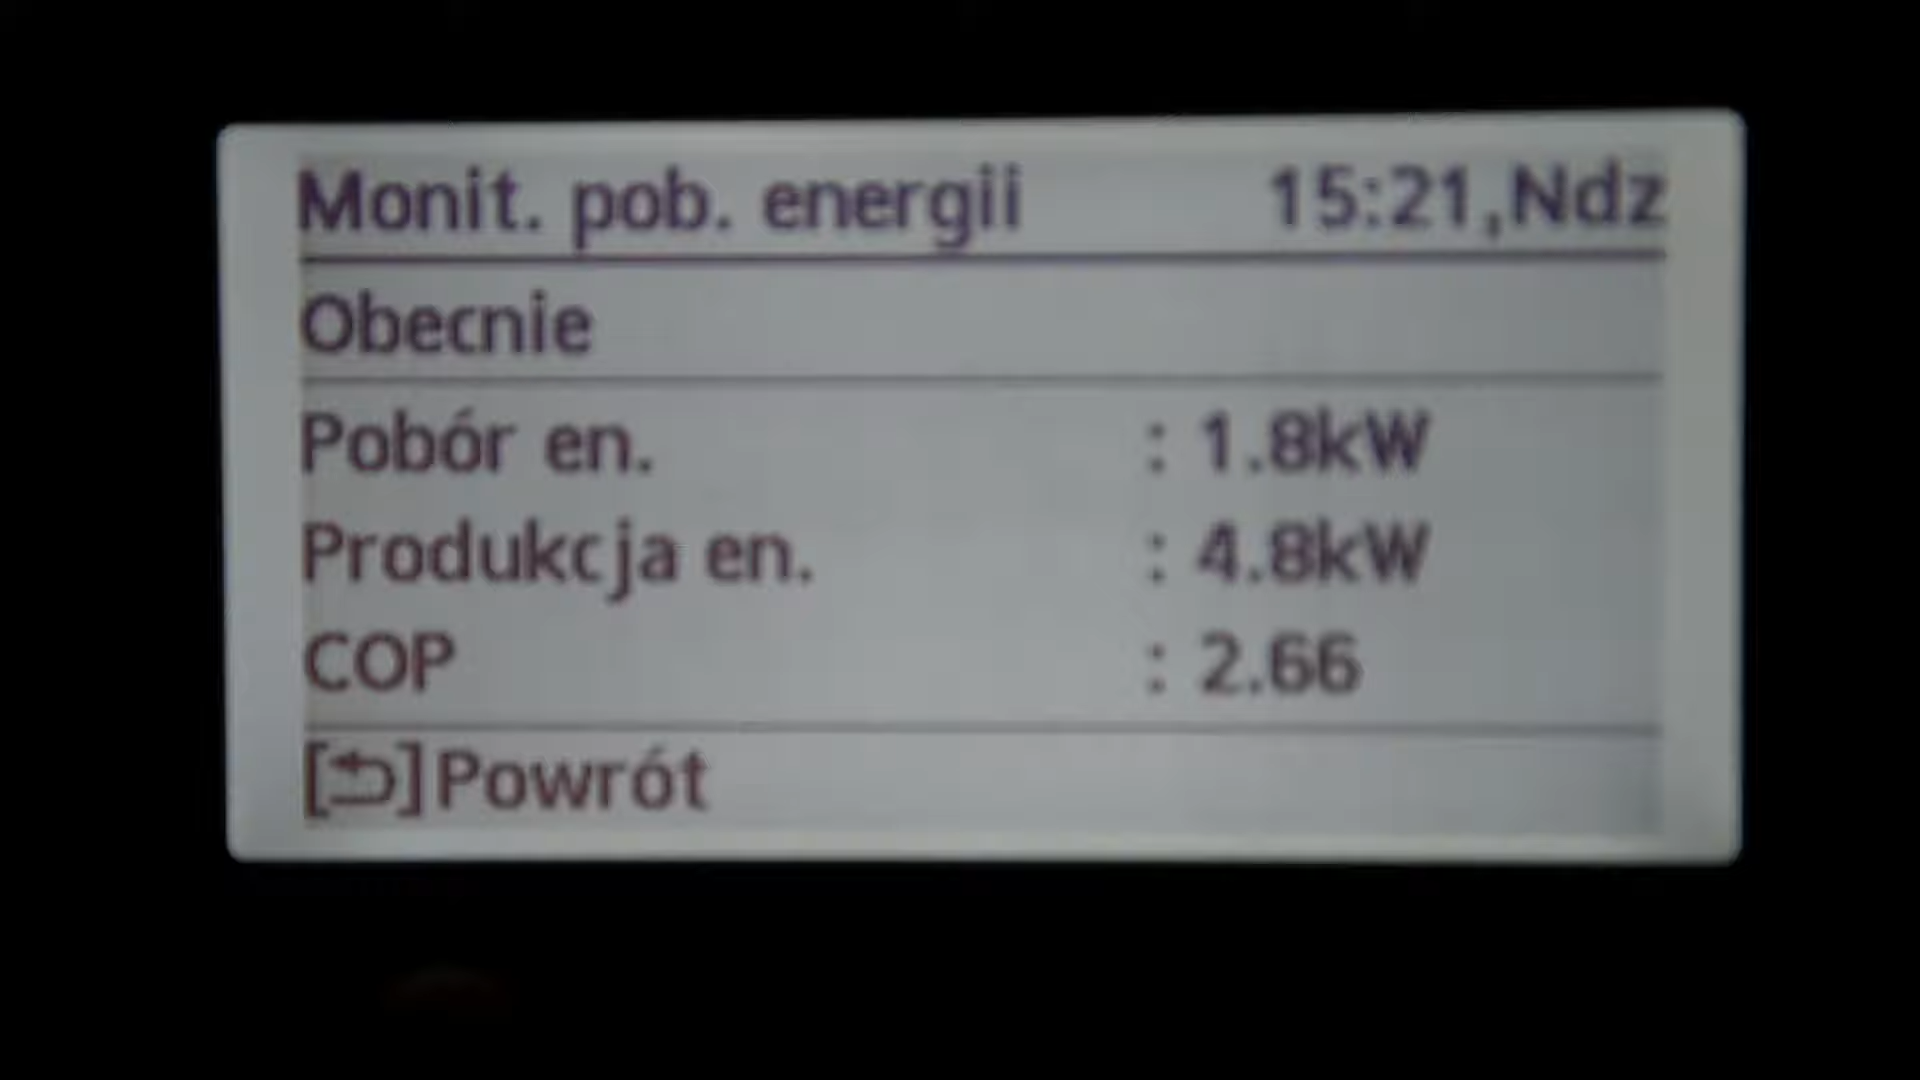 Monit. pob. energii 15:21,Ndz
Obecnie
Pobór en. : 1.8kW
Produkcja en. : 4.8kW
COP : 2.66
[⮌]Powrót